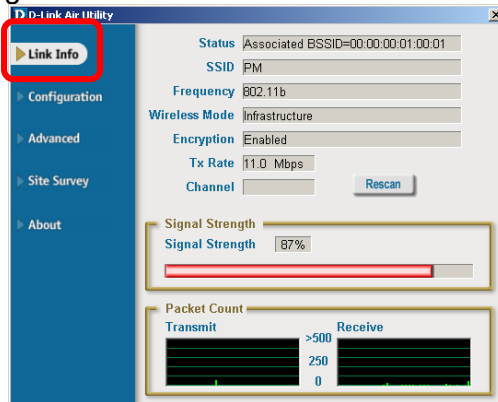 D-Link Air Utility
Link Info
Configuration
Advanced
Site Survey
About
Status Associated BSSID=00:00:00:01:00:01
SSID PM
Frequency 802.11b
Wireless Mode Infrastructure
Encryption Enabled
Tx Rate 11.0 Mbps
Channel
Rescan
Signal Strength
Signal Strength 87%
Packet Count
Transmit
Receive
>500
250
0